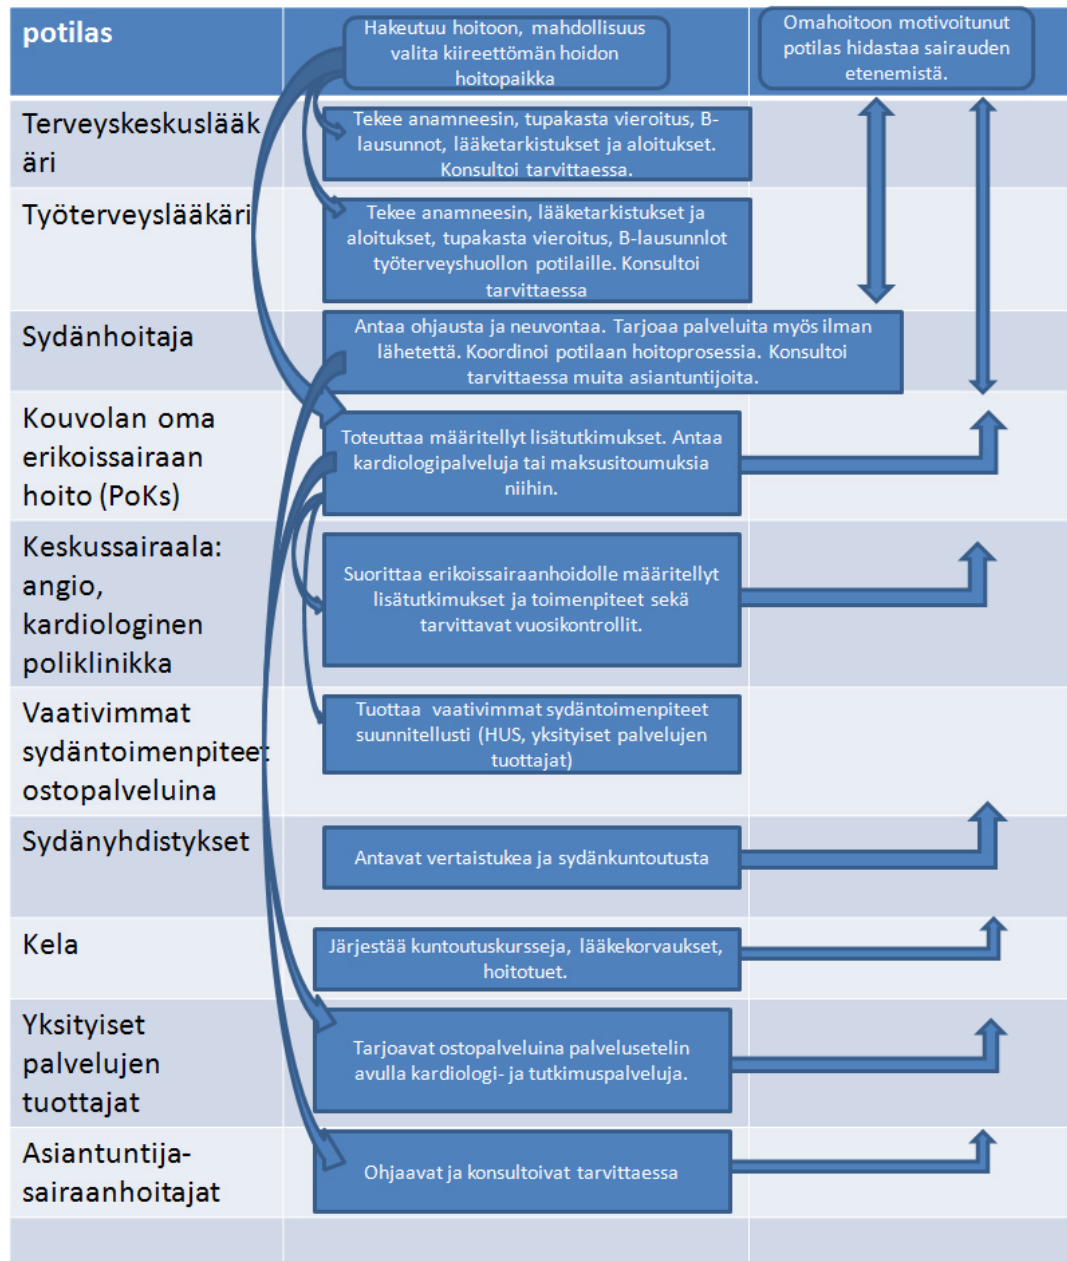 potilas
Hakeutuu hoitoon, mahdollisuus
valita kiireettömän hoidon
hoitopaikka
Omahoitoon motivoitunut
potilas hidastaa sairauden
etenemistä.
Terveyskeskuslääk
äri
Tekee anamneesin, tupakasta vieroitus, B-
lausunnot, lääketarkistukset ja aloitukset.
Konsultoi tarvittaessa.
Työterveyslääkäri
Tekee anamneesin, lääketarkistukset ja
aloitukset, tupakasta vieroitus, B-lausunnlot
työterveyshuollon potilaille. Konsultoi
tarvittaessa
Sydänhoitaja
Antaa ohjausta ja neuvontaa. Tarjoaa palveluita myös ilman
lähetettä. Koordinoi potilaan hoitoprosessia. Konsultoi
tarvittaessa muita asiantuntijoita.
Kouvolan oma
erikoissairaan
hoito (PoKs)
Toteuttaa määritellyt lisätutkimukset. Antaa
kardiologipalveluja tai maksusitoumuksia
niihin.
Keskussairaala:
angio,
kardiologinen
poliklinikka
Suorittaa erikoissairaanhoidolle määritellyt
lisätutkimukset ja toimenpiteet sekä
tarvittavat vuosikontrollit.
Vaativimmat
sydäntoimenpiteet
ostopalveluina
Tuottaa vaativimmat sydäntoimenpiteet
suunnitellusti (HUS, yksityiset palvelujen
tuottajat)
Sydänyhdistykset
Antavat vertaistukea ja sydänkuntoutusta
Kela
Järjestää kuntoutuskursseja, lääkekorvaukset,
hoitotuet.
Yksityiset
palvelujen
tuottajat
Tarjoavat ostopalveluina palvelusetelin
avulla kardiologi- ja tutkimuspalveluja.
Asiantuntija-
sairaanhoitajat
Ohjaavat ja konsultoivat tarvittaessa